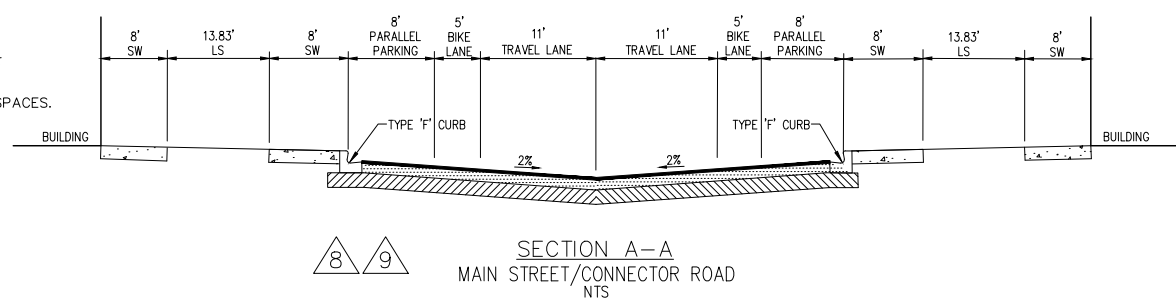 8' SW
13.83' LS
8' SW
8' PARALLEL PARKING
5' BIKE LANE
11' TRAVEL LANE
11' TRAVEL LANE
5' BIKE LANE
8' PARALLEL PARKING
8' SW
13.83' LS
8' SW
SPACES.
BUILDING
TYPE 'F' CURB
TYPE 'F' CURB
BUILDING
2%
2%
8
9
SECTION A-A
MAIN STREET/CONNECTOR ROAD
NTS